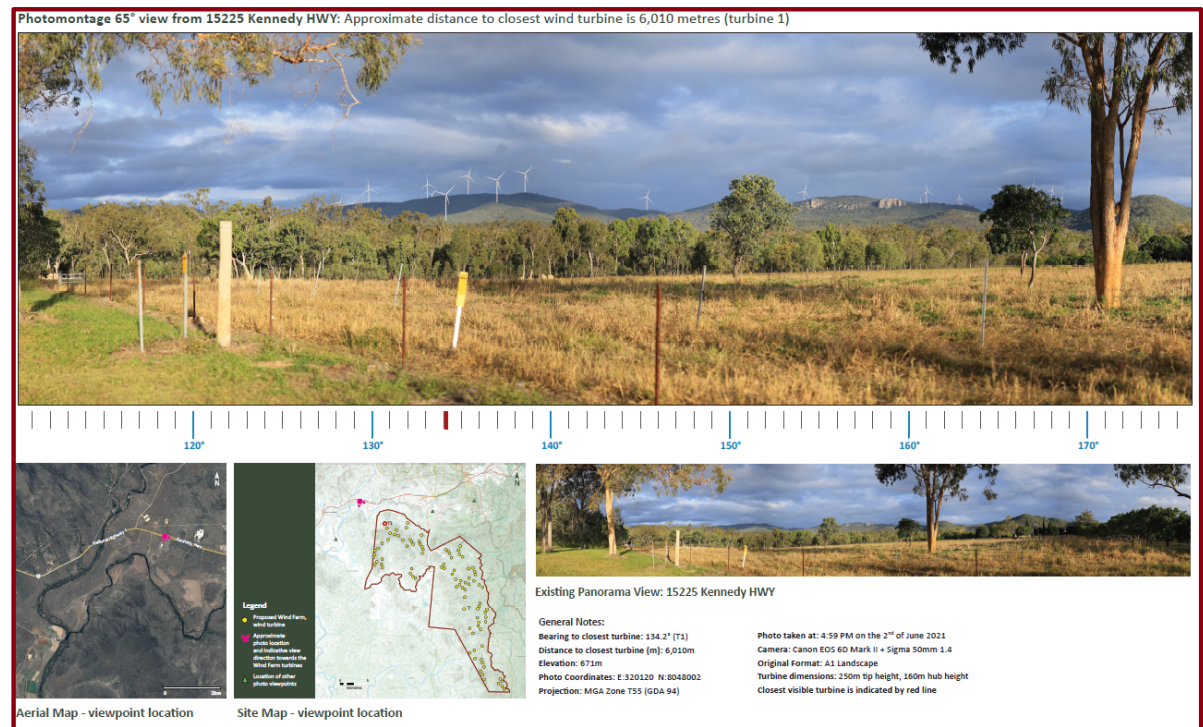 Photomontage 65° view from 15225 Kennedy HWY: Approximate distance to closest wind turbine is 6,010 metres (turbine 1)
120° 130° 140° 150° 160° 170°
Legend
Proposed Wind Farm,
wind turbine
Approximate
photo location
and indicative view
direction towards the
Wind Farm turbines
Location of other
photo viewpoints
N
2km
N
T1
Aerial Map - viewpoint location
Site Map - viewpoint location
Existing Panorama View: 15225 Kennedy HWY
General Notes:
Bearing to closest turbine: 134.2° (T1)
Distance to closest turbine (m): 6,010m
Elevation: 671m
Photo Coordinates: E:320120 N:8048002
Projection: MGA Zone T55 (GDA 94)
Photo taken at: 4:59 PM on the 2nd of June 2021
Camera: Canon EOS 6D Mark II + Sigma 50mm 1.4
Original Format: A1 Landscape
Turbine dimensions: 250m tip height, 160m hub height
Closest visible turbine is indicated by red line